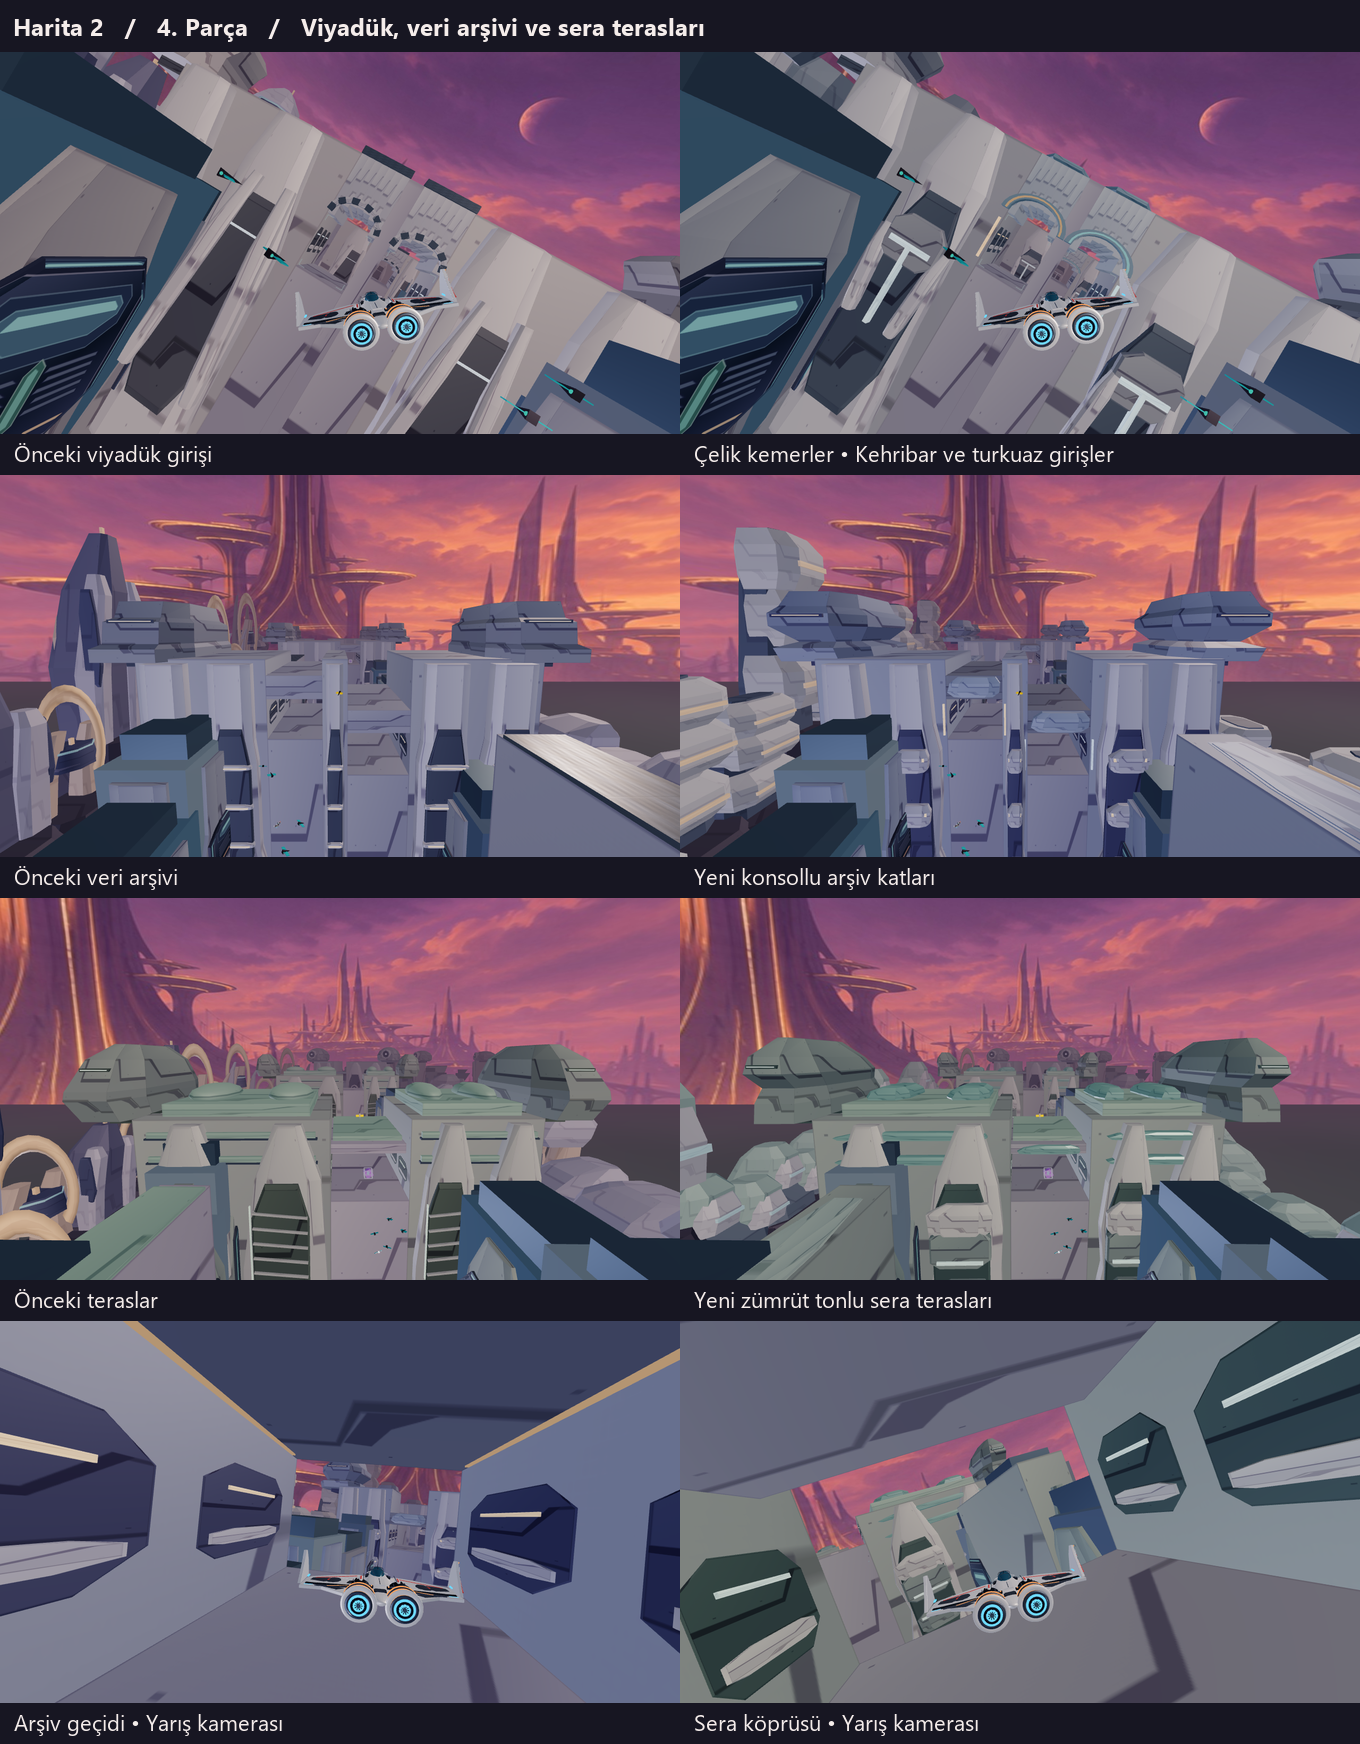 Harita 2 / 4. Parça / Viyadük, veri arşivi ve sera terasları
Önceki viyadük girişi
Çelik kemerler • Kehribar ve turkuaz girişler
Önceki veri arşivi
Yeni konsollu arşiv katları
Önceki teraslar
Yeni zümrüt tonlu sera terasları
Arşiv geçidi • Yarış kamerası
Sera köprüsü • Yarış kamerası